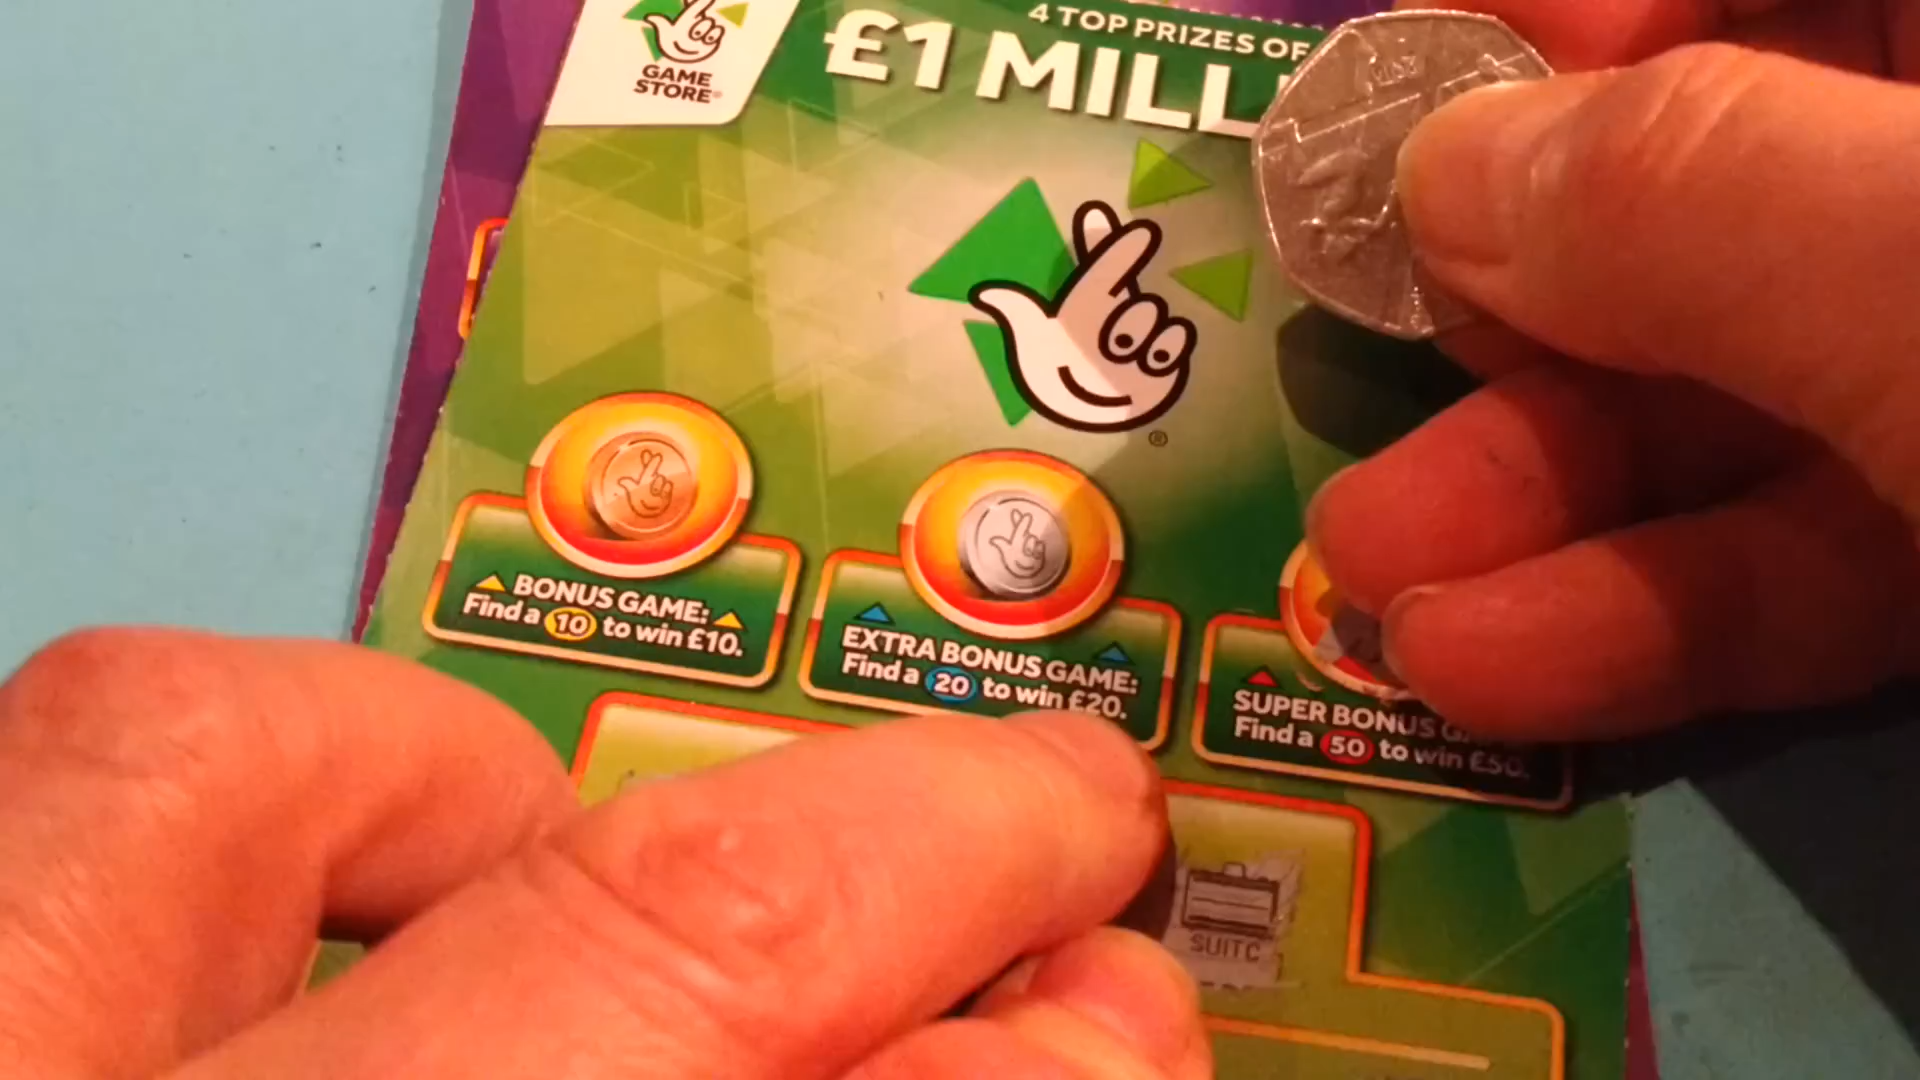 GAME
STORE®
4 TOP PRIZES OF
£1 MILL
®
BONUS GAME:
Find a 10 to win £10.
EXTRA BONUS GAME:
Find a 20 to win £20.
SUPER BONUS G
Find a 50 to win £50.
SUITC